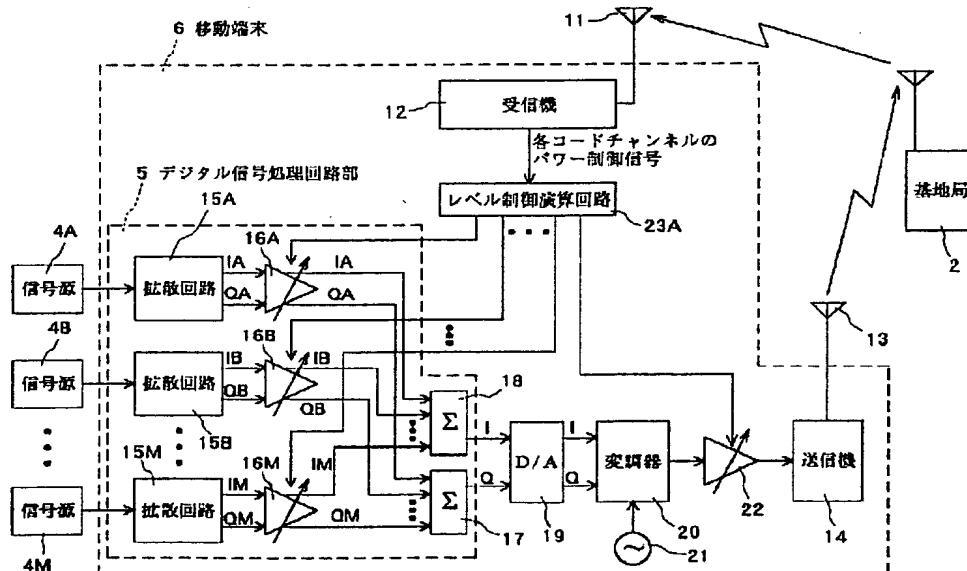 6 移動端末
11
12
受信機
各コードチャンネルの
パワー制御信号
5 デジタル信号処理回路部
レベル制御演算回路
23A
基地局
2
4A
信号源
15A
拡散回路
IA
QA
16A
IA
QA
4B
信号源
拡散回路
15B
IB
QB
16B
IB
QB
13
18
Σ
I
D/A
19
I
変調器
20
22
送信機
14
15M
信号源
4M
拡散回路
IM
QM
16M
IM
QM
Σ
17
Q
Q
21